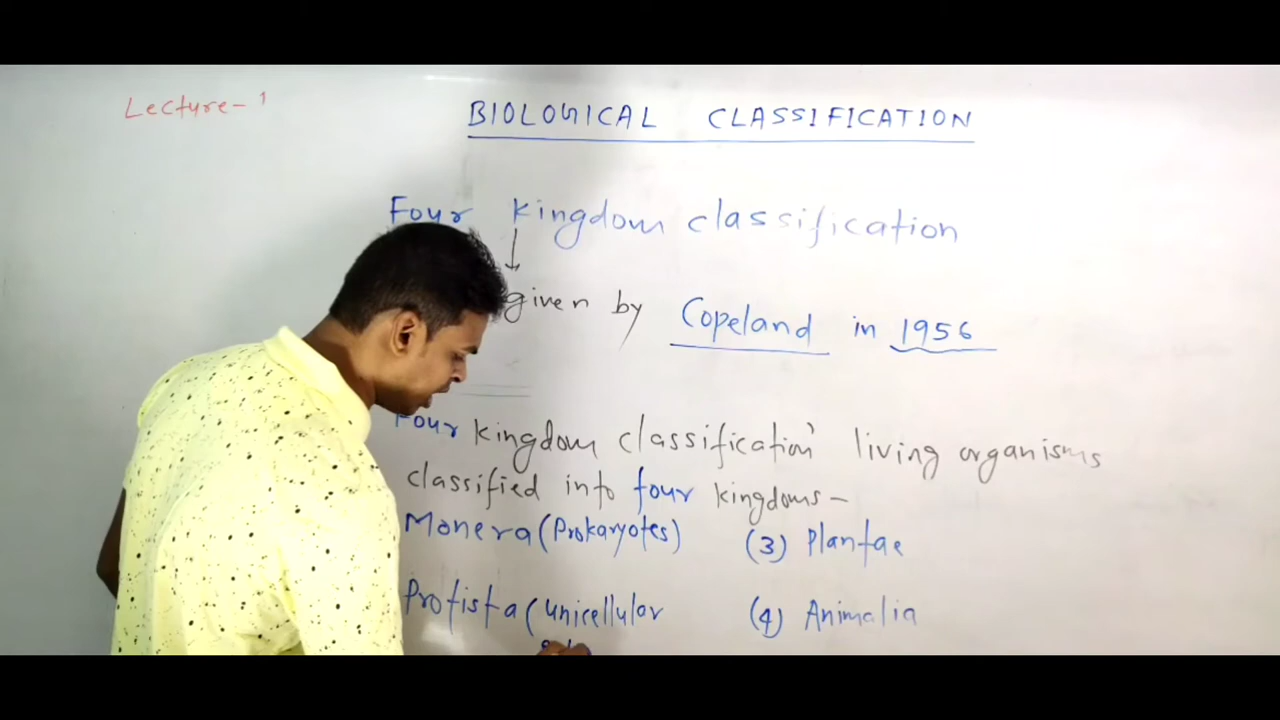 Lecture-1
BIOLOGICAL CLASSIFICATION
Four kingdom classification
given by Copeland in 1956
Four kingdom classification living organisms
classified into four kingdoms-
Monera (Prokaryotes) (3) Plantae
Protista (unicellular (4) Animalia